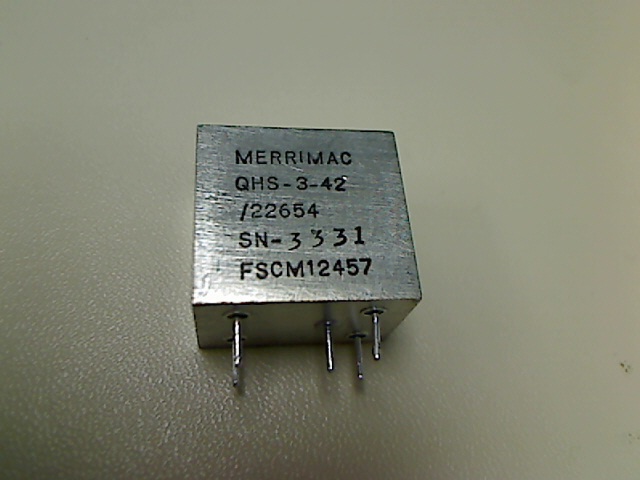 MERRIMAC
QHS-3-42
/22654
SN-3331
FSCM12457